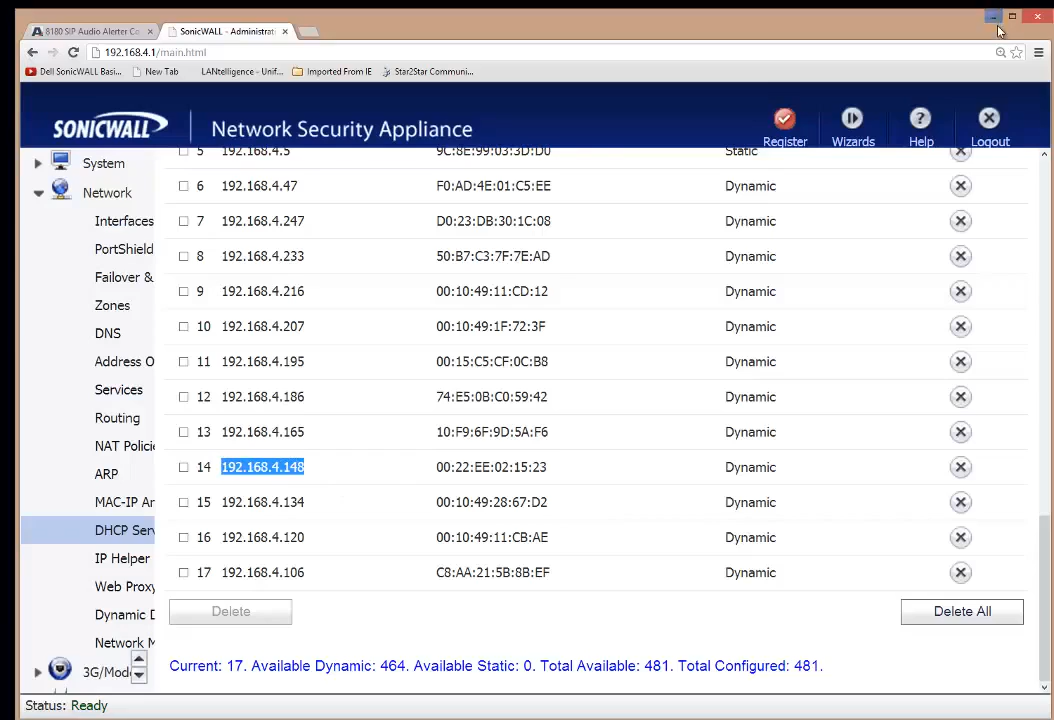 8180 SIP Audio Alerter Co
SonicWALL - Administrati
192.168.4.1/main.html
Dell SonicWALL Basi... New Tab LANtelligence - Unif... Imported From IE Star2Star Communi...
SONICWALL Network Security Appliance
Register Wizards Help Logout
System
Network
Interfaces
PortShield
Failover &
Zones
DNS
Address O
Services
Routing
NAT Policie
ARP
MAC-IP An
DHCP Serv
IP Helper
Web Proxy
Dynamic D
Network M
3G/Mode
5 192.168.4.5 9C:8E:99:03:3D:D0 Static
6 192.168.4.47 F0:AD:4E:01:C5:EE Dynamic
7 192.168.4.247 D0:23:DB:30:1C:08 Dynamic
8 192.168.4.233 50:B7:C3:7F:7E:AD Dynamic
9 192.168.4.216 00:10:49:11:CD:12 Dynamic
10 192.168.4.207 00:10:49:1F:72:3F Dynamic
11 192.168.4.195 00:15:C5:CF:0C:B8 Dynamic
12 192.168.4.186 74:E5:0B:C0:59:42 Dynamic
13 192.168.4.165 10:F9:6F:9D:5A:F6 Dynamic
14 192.168.4.148 00:22:EE:02:15:23 Dynamic
15 192.168.4.134 00:10:49:28:67:D2 Dynamic
16 192.168.4.120 00:10:49:11:CB:AE Dynamic
17 192.168.4.106 C8:AA:21:5B:8B:EF Dynamic
Delete Delete All
Current: 17. Available Dynamic: 464. Available Static: 0. Total Available: 481. Total Configured: 481.
Status: Ready